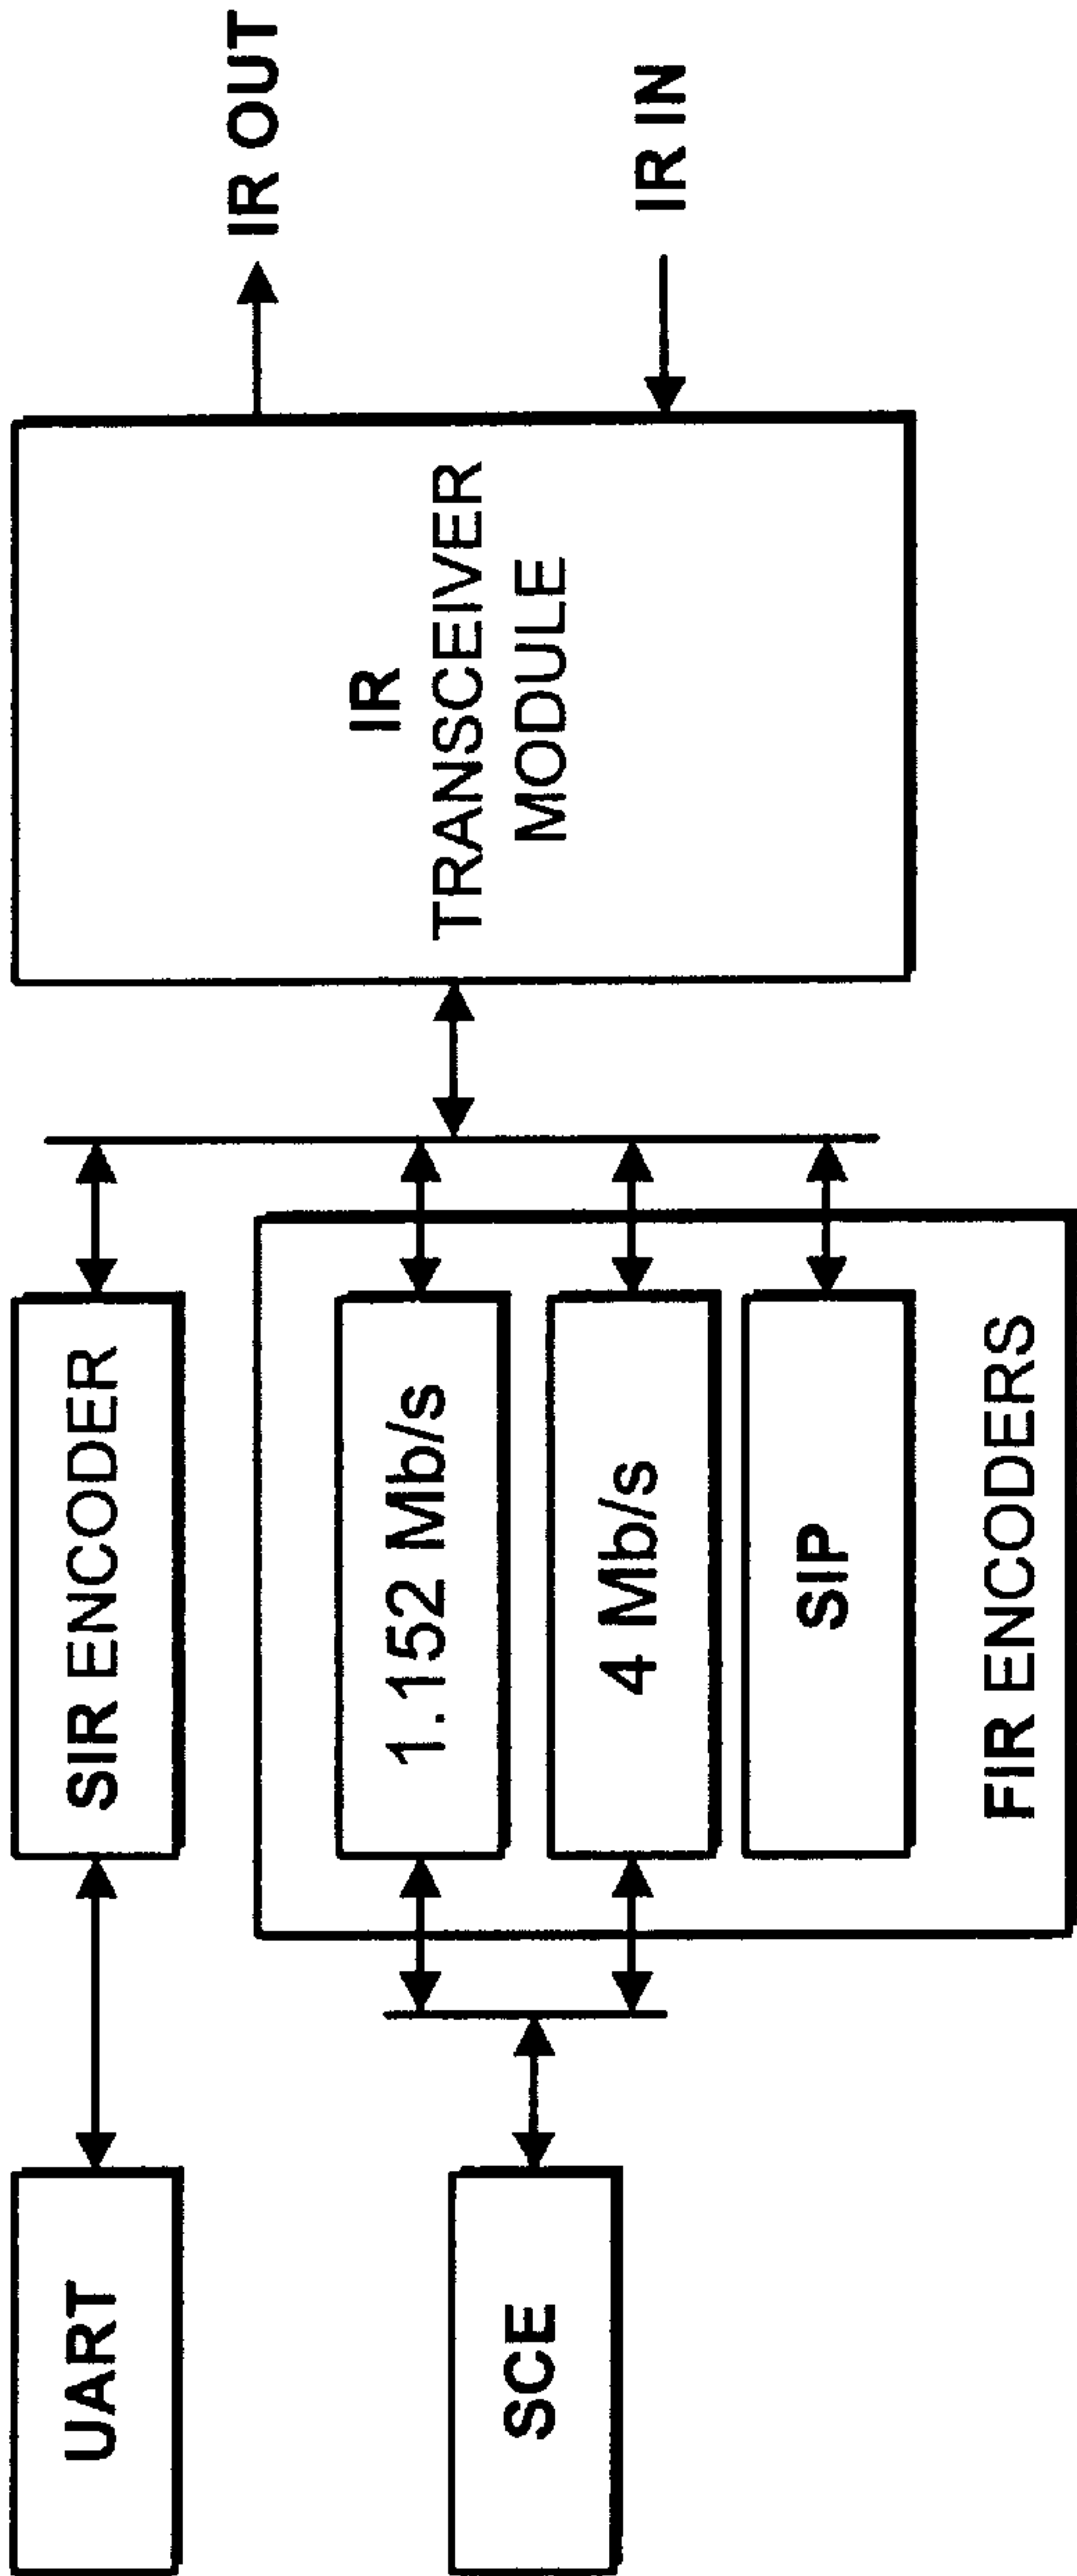 UART
SIR ENCODER
SCE
1.152 Mb/s
4 Mb/s
SIP
FIR ENCODERS
IR
TRANSCEIVER
MODULE
IR OUT
IR IN